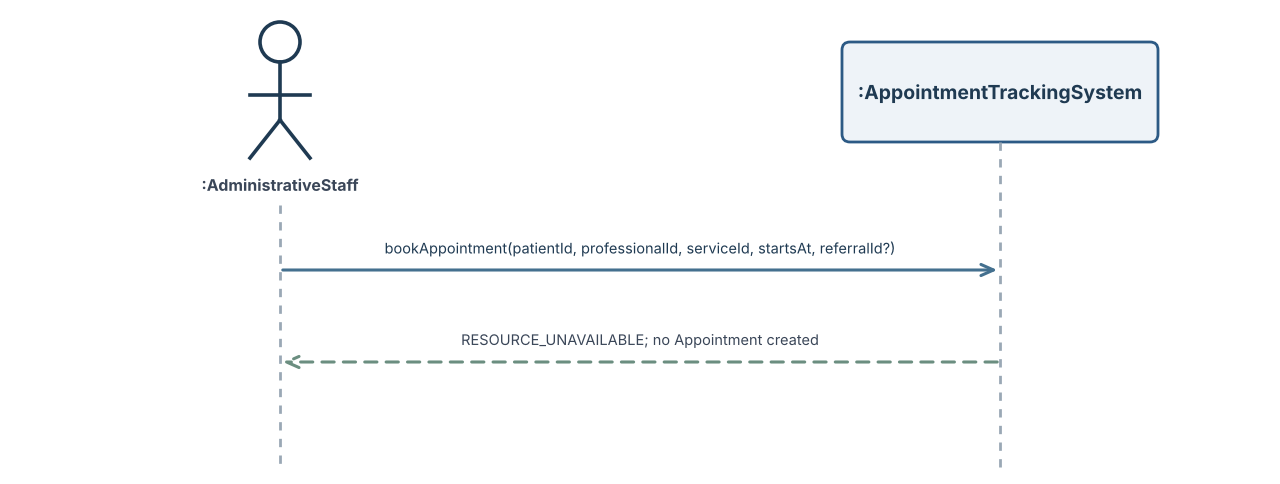 :AppointmentTrackingSystem
:AdministrativeStaff
bookAppointment(patientId, professionalId, serviceId, startsAt, referralId?)
RESOURCE_UNAVAILABLE; no Appointment created